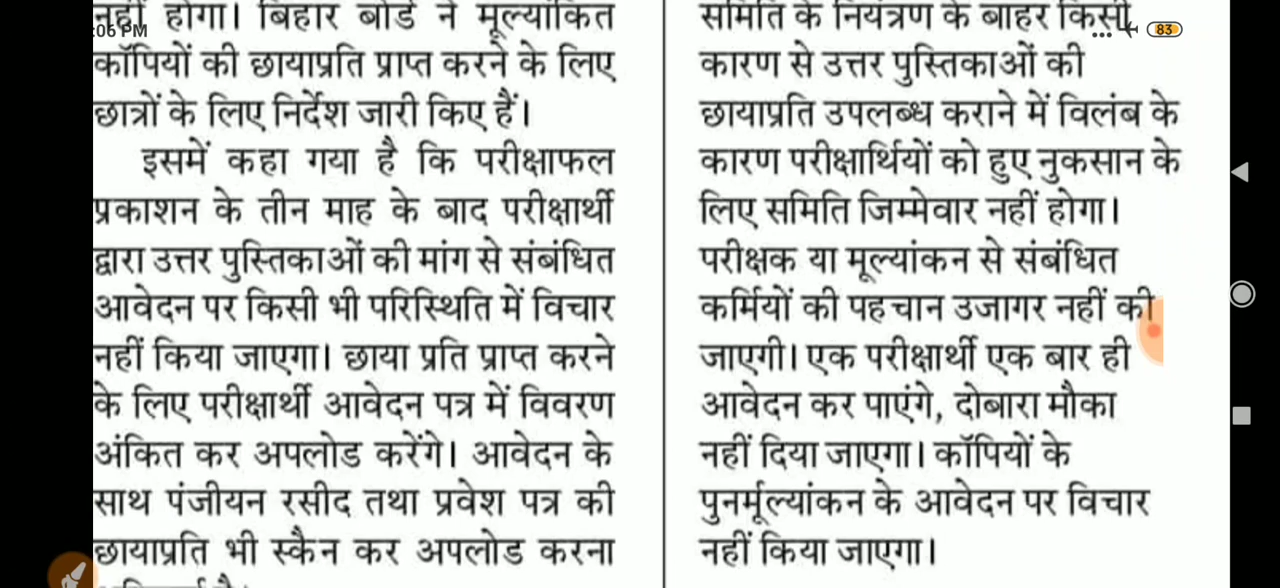 :06 PM
83
नहीं होगा। बिहार बोर्ड ने मूल्यांकित
कॉपियों की छायाप्रति प्राप्त करने के लिए
छात्रों के लिए निर्देश जारी किए हैं।
इसमें कहा गया है कि परीक्षाफल
प्रकाशन के तीन माह के बाद परीक्षार्थी
द्वारा उत्तर पुस्तिकाओं की मांग से संबंधित
आवेदन पर किसी भी परिस्थिति में विचार
नहीं किया जाएगा। छाया प्रति प्राप्त करने
के लिए परीक्षार्थी आवेदन पत्र में विवरण
अंकित कर अपलोड करेंगे। आवेदन के
साथ पंजीयन रसीद तथा प्रवेश पत्र की
छायाप्रति भी स्कैन कर अपलोड करना
समिति के नियंत्रण के बाहर किसी
कारण से उत्तर पुस्तिकाओं की
छायाप्रति उपलब्ध कराने में विलंब के
कारण परीक्षार्थियों को हुए नुकसान के
लिए समिति जिम्मेवार नहीं होगा।
परीक्षक या मूल्यांकन से संबंधित
कर्मियों की पहचान उजागर नहीं की
जाएगी। एक परीक्षार्थी एक बार ही
आवेदन कर पाएंगे, दोबारा मौका
नहीं दिया जाएगा। कॉपियों के
पुनर्मूल्यांकन के आवेदन पर विचार
नहीं किया जाएगा।